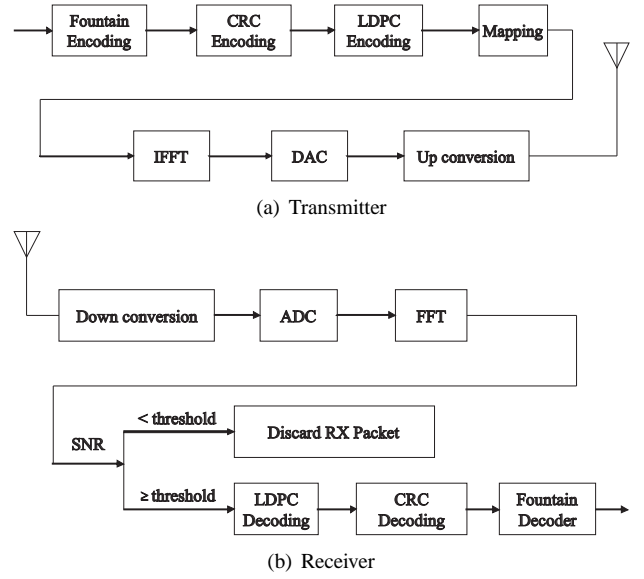 Fountain
Encoding
CRC
Encoding
LDPC
Encoding
Mapping
IFFT
DAC
Up conversion
(a) Transmitter
Down conversion
ADC
FFT
SNR
< threshold
Discard RX Packet
≥ threshold
LDPC
Decoding
CRC
Decoding
Fountain
Decoder
(b) Receiver